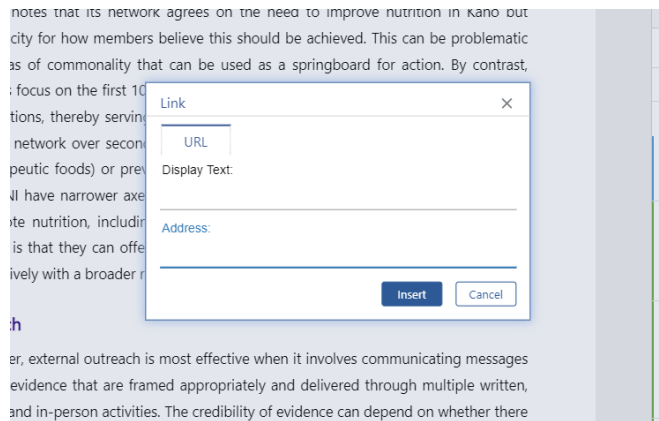 notes that its network agrees on the need to improve nutrition in Kano but
city for how members believe this should be achieved. This can be problematic
as of commonality that can be used as a springboard for action. By contrast,
focus on the first 10
tions, thereby serving
network over secon
peutic foods) or prev
NI have narrower axe
ote nutrition, includin
is that they can offe
ively with a broader r
Link
URL
Display Text:
Address:
Insert Cancel
ch
er, external outreach is most effective when it involves communicating messages
evidence that are framed appropriately and delivered through multiple written,
and in-person activities. The credibility of evidence can depend on whether there